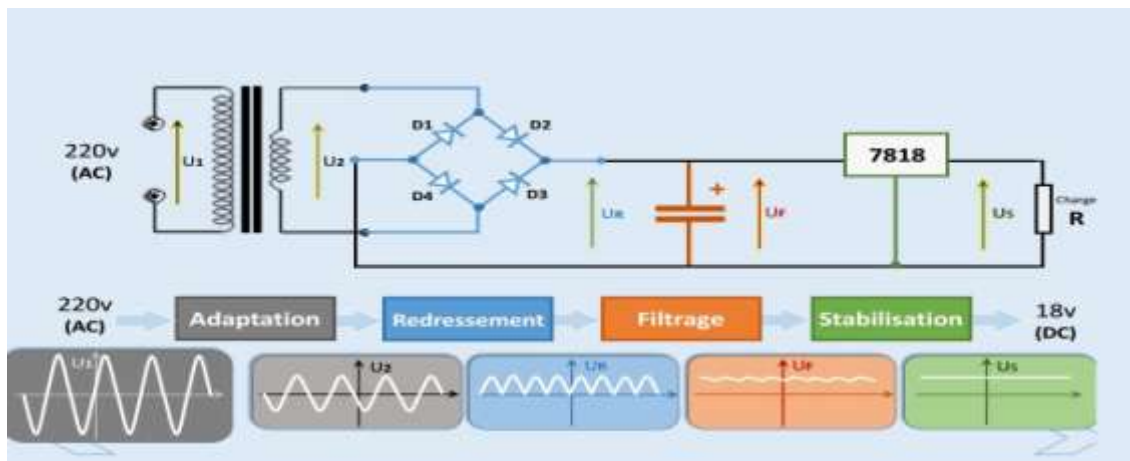 D1
D2
220v
(AC)
U1
U2
D4
D3
7818
UR
+
UF
US
Charge
R
220v
(AC)
Adaptation
Redressement
Filtrage
Stabilisation
18v
(DC)
U1
U2
UR
UF
US